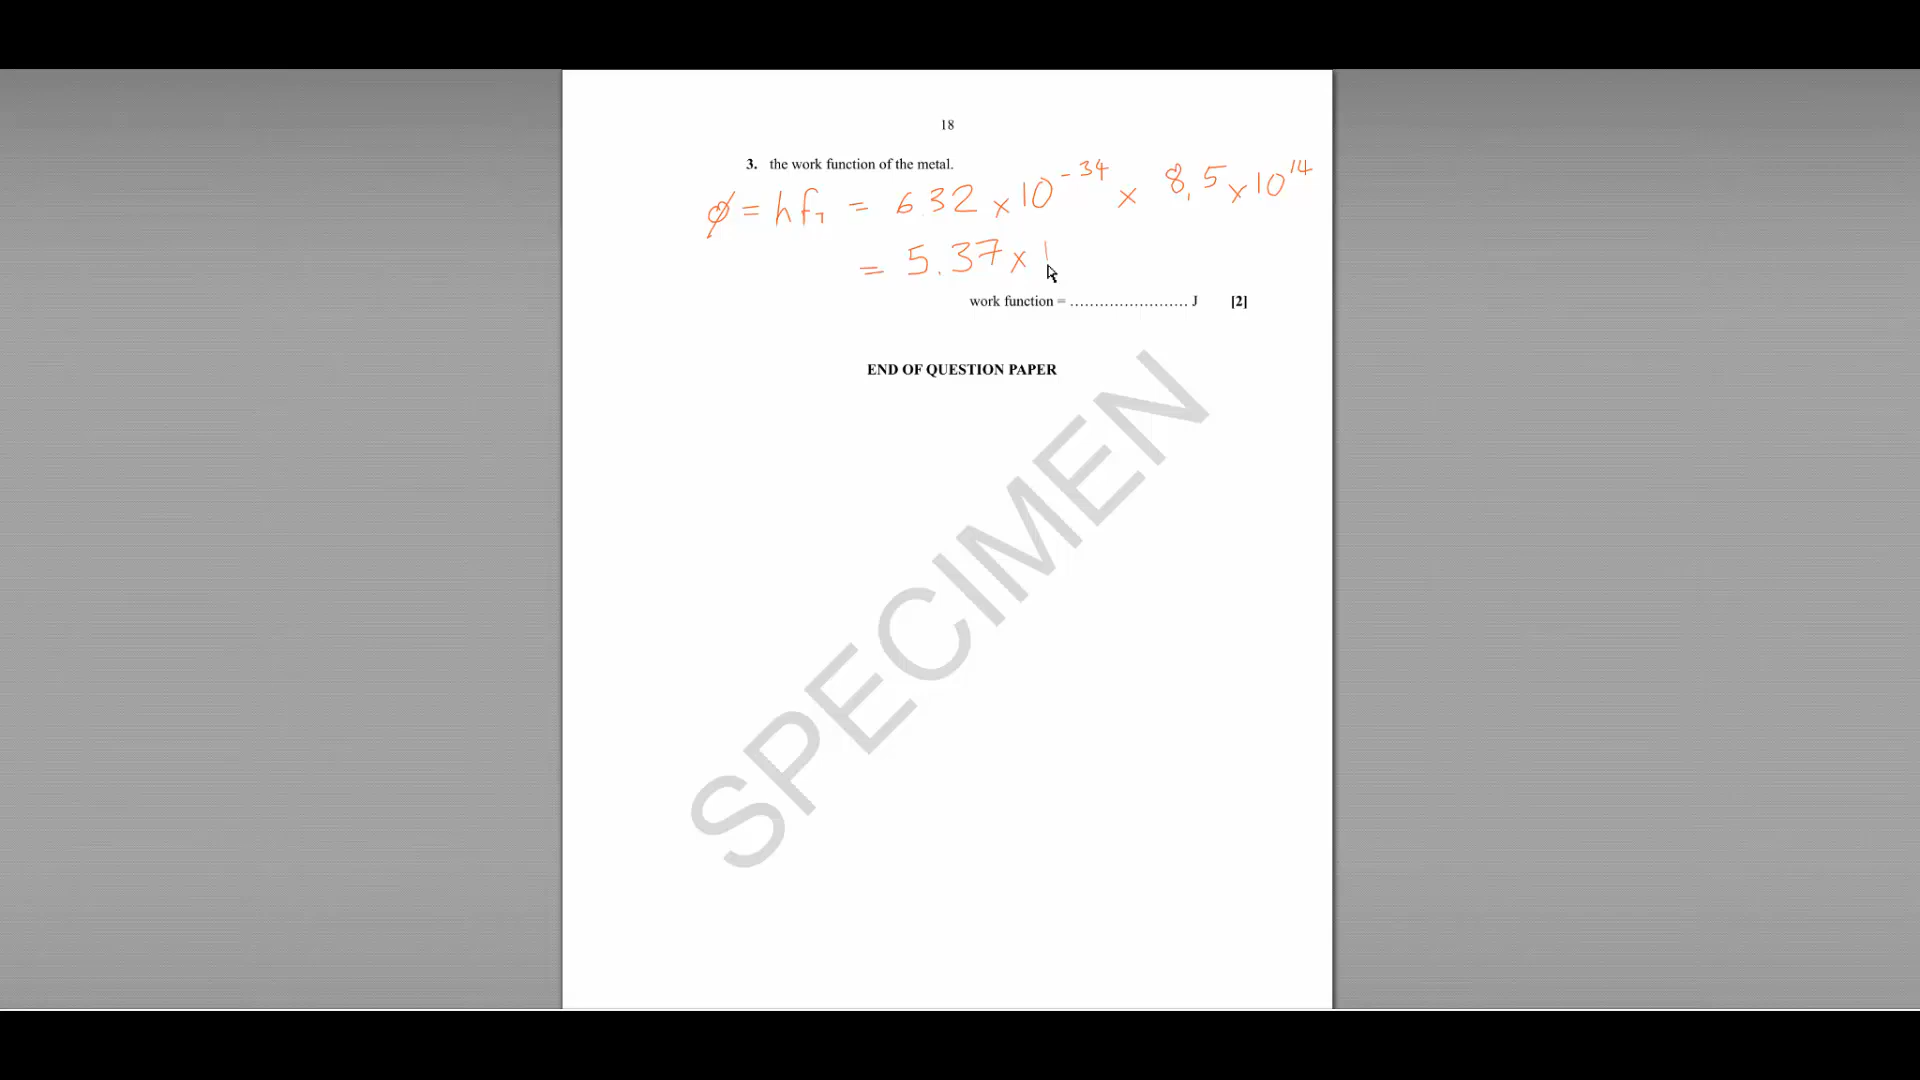 18
3. the work function of the metal.
φ = hf₇ = 6.32 × 10⁻³⁴ × 8.5 × 10¹⁴
= 5.37 × 1
work function = ........................ J [2]
END OF QUESTION PAPER
SPECIMEN